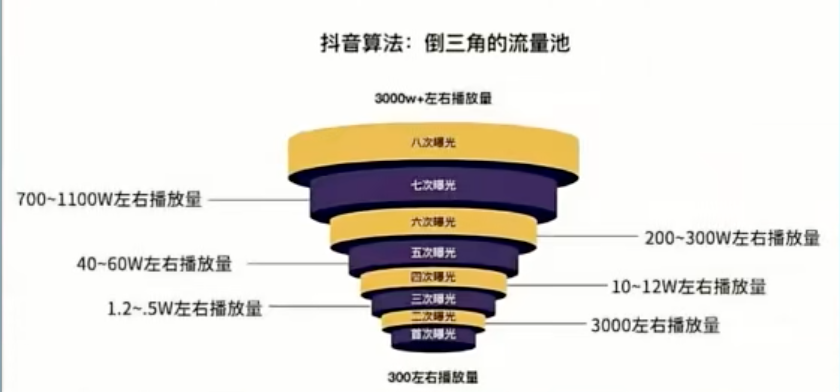 抖音算法：倒三角的流量池
3000w+左右播放量
八次曝光
七次曝光
700~1100W左右播放量
六次曝光
200~300W左右播放量
五次曝光
40~60W左右播放量
四次曝光
10~12W左右播放量
三次曝光
1.2~.5W左右播放量
二次曝光
3000左右播放量
首次曝光
300左右播放量